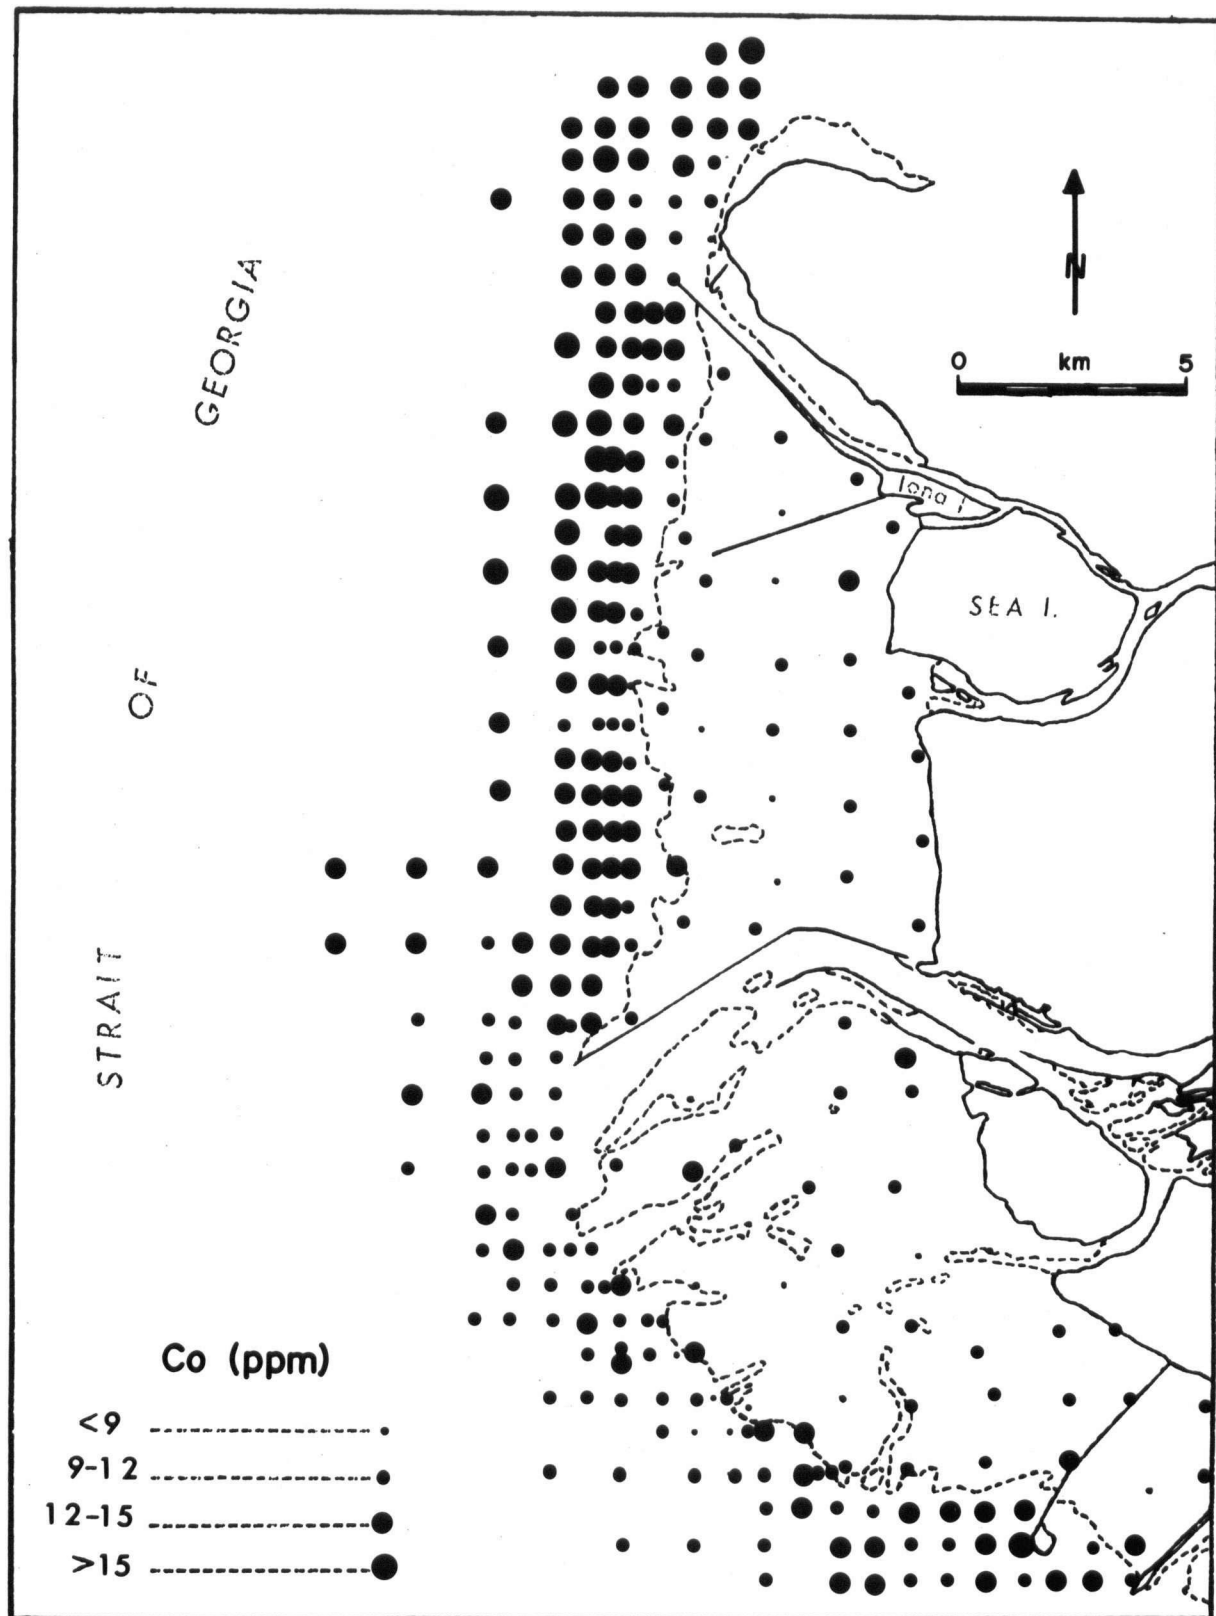 N
0 km 5
GEORGIA
Iona I
SEA I.
OF
STRAIT
Co (ppm)
<9
9-12
12-15
>15